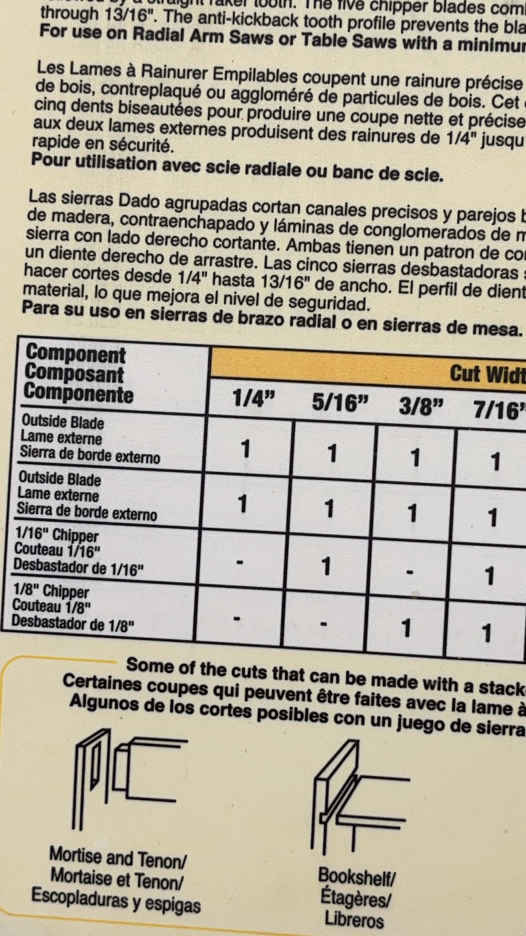 straight raker tooth. The five chipper blades
through 13/16". The anti-kickback tooth profile prevents the
For use on Radial Arm Saws or Table Saws with a
Les Lames à Rainurer Empilables coupent une rainure précise
de bois, contreplaqué ou aggloméré de particules de bois. Cet
cinq dents biseautées pour produire une coupe nette et précise
aux deux lames externes produisent des rainures de 1/4"
rapide en sécurité.
Pour utilisation avec scie radiale ou banc de scie.
Las sierras Dado agrupadas cortan canales precisos y parejos
de madera, contraenchapado y láminas de conglomerados de
sierra con lado derecho cortante. Ambas tienen un patron de
un diente derecho de arrastre. Las cinco sierras desbastadoras
hacer cortes desde 1/4" hasta 13/16" de ancho. El perfil de
material, lo que mejora el nivel de seguridad.
Para su uso en sierras de brazo radial o en sierras de mesa.
Component
Composant
Componente
Cut
1/4” 5/16” 3/8” 7/16”
Outside Blade
Lame externe
Sierra de borde externo
1 1 1 1
Outside Blade
Lame externe
Sierra de borde externo
1 1 1 1
1/16" Chipper
Couteau 1/16"
Desbastador de 1/16"
- 1 - 1
1/8" Chipper
Couteau 1/8"
Desbastador de 1/8"
- - 1 1
Some of the cuts that can be made with a
Certaines coupes qui peuvent être faites avec la lame à
Algunos de los cortes posibles con un juego de
Mortise and Tenon/
Mortaise et Tenon/
Escopladuras y espigas
Bookshelf/
Étagères/
Libreros